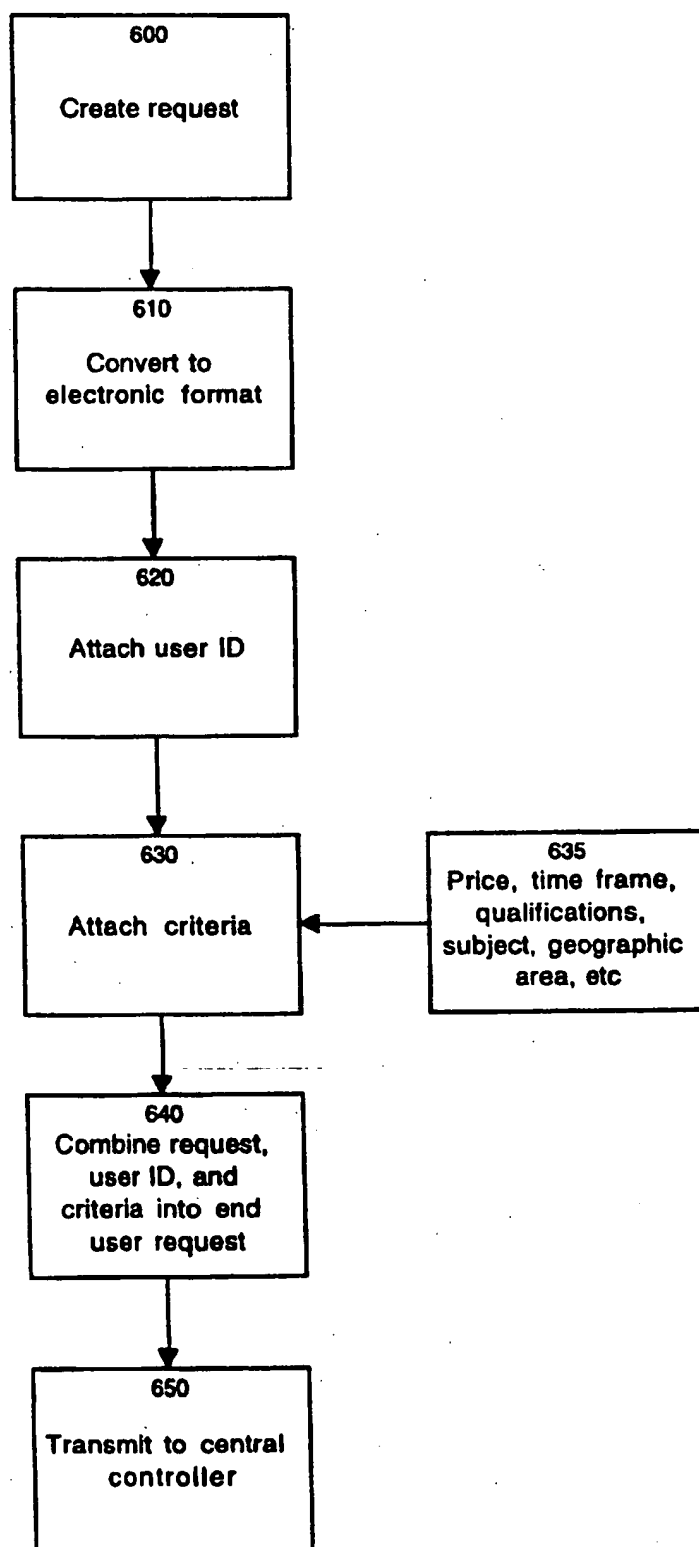 600
Create request
610
Convert to
electronic format
620
Attach user ID
630
Attach criteria
635
Price, time frame,
qualifications,
subject, geographic
area, etc
640
Combine request,
user ID, and
criteria into end
user request
650
Transmit to central
controller